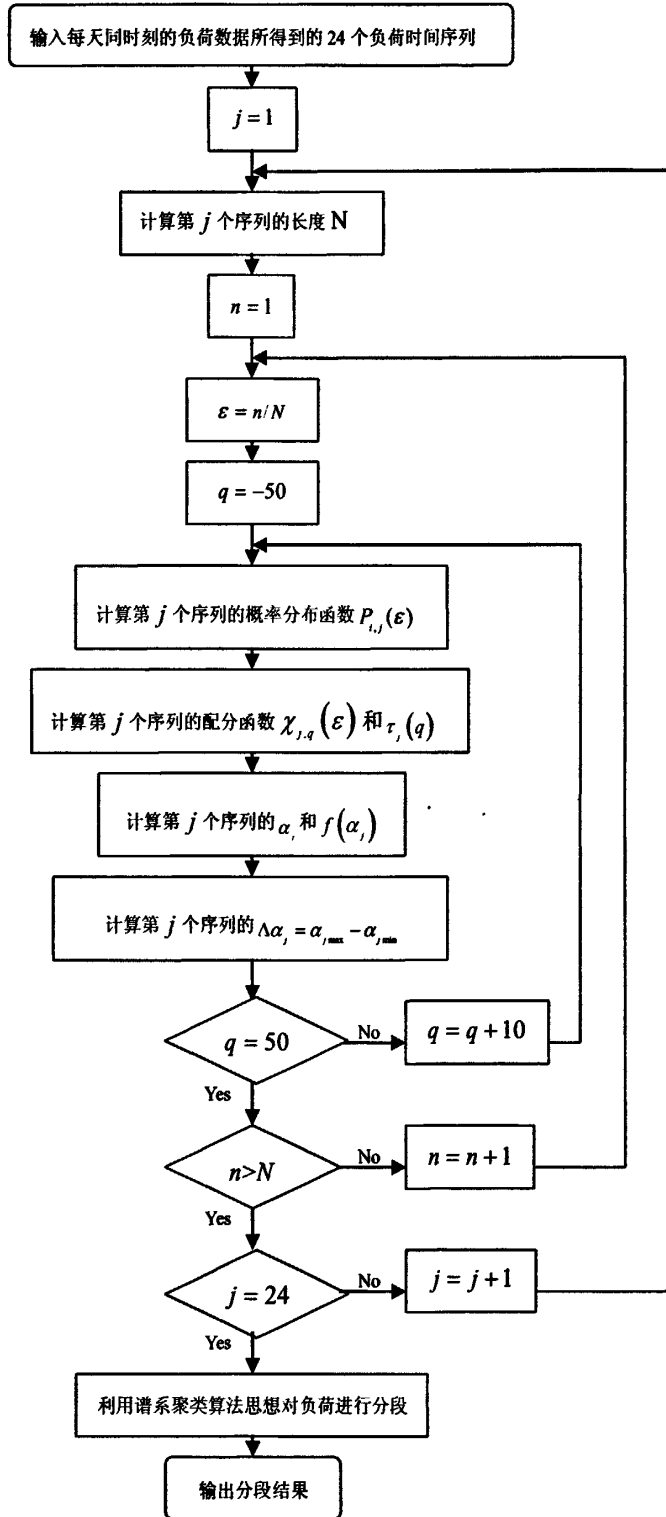 输入每天同时刻的负荷数据所得到的 24 个负荷时间序列
j = 1
计算第 j 个序列的长度 N
n = 1
ε = n/N
q = −50
计算第 j 个序列的概率分布函数 P_{i,j}(ε)
计算第 j 个序列的配分函数 χ_{j,q}(ε) 和 τ_j(q)
计算第 j 个序列的 α_j 和 f(α_j)
计算第 j 个序列的 Δα_j = α_{jmax} − α_{jmin}
q = 50
No
q = q + 10
Yes
n>N
No
n = n + 1
Yes
j = 24
No
j = j + 1
Yes
利用谱系聚类算法思想对负荷进行分段
输出分段结果